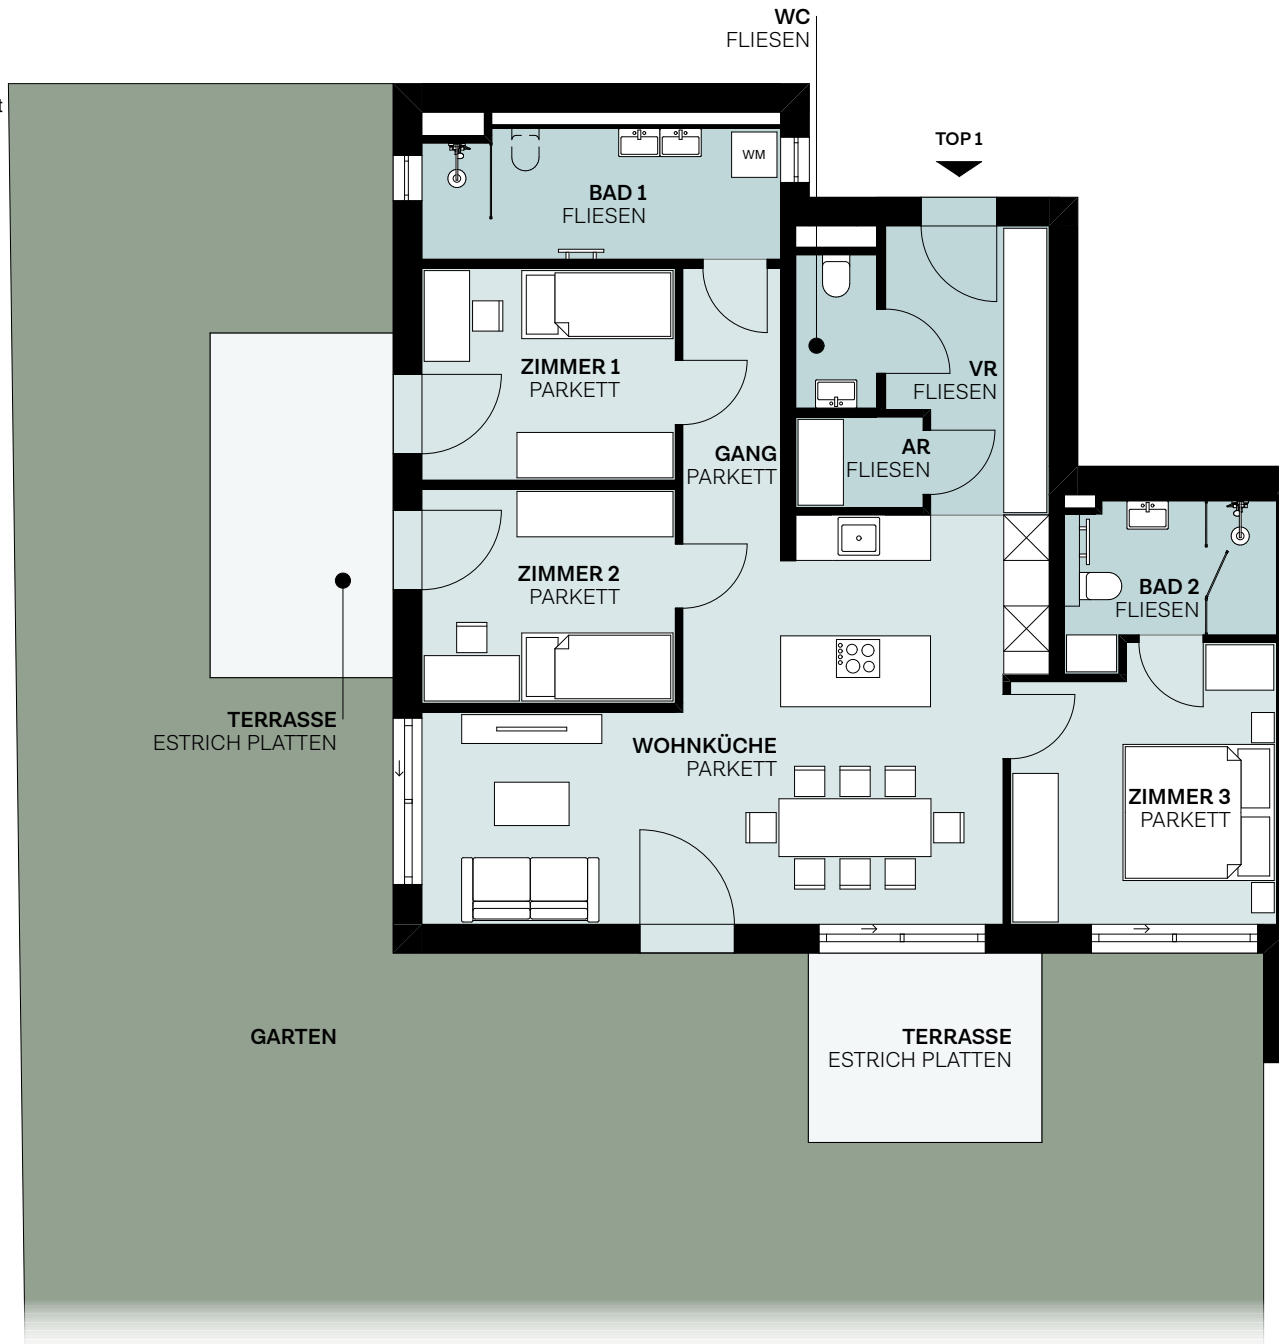 WC
FLIESEN
t
TOP 1
WM
BAD 1
FLIESEN
ZIMMER 1
PARKETT
VR
FLIESEN
GANG
PARKETT
AR
FLIESEN
ZIMMER 2
PARKETT
BAD 2
FLIESEN
TERRASSE
ESTRICH PLATTEN
WOHNKÜCHE
PARKETT
ZIMMER 3
PARKETT
GARTEN
TERRASSE
ESTRICH PLATTEN